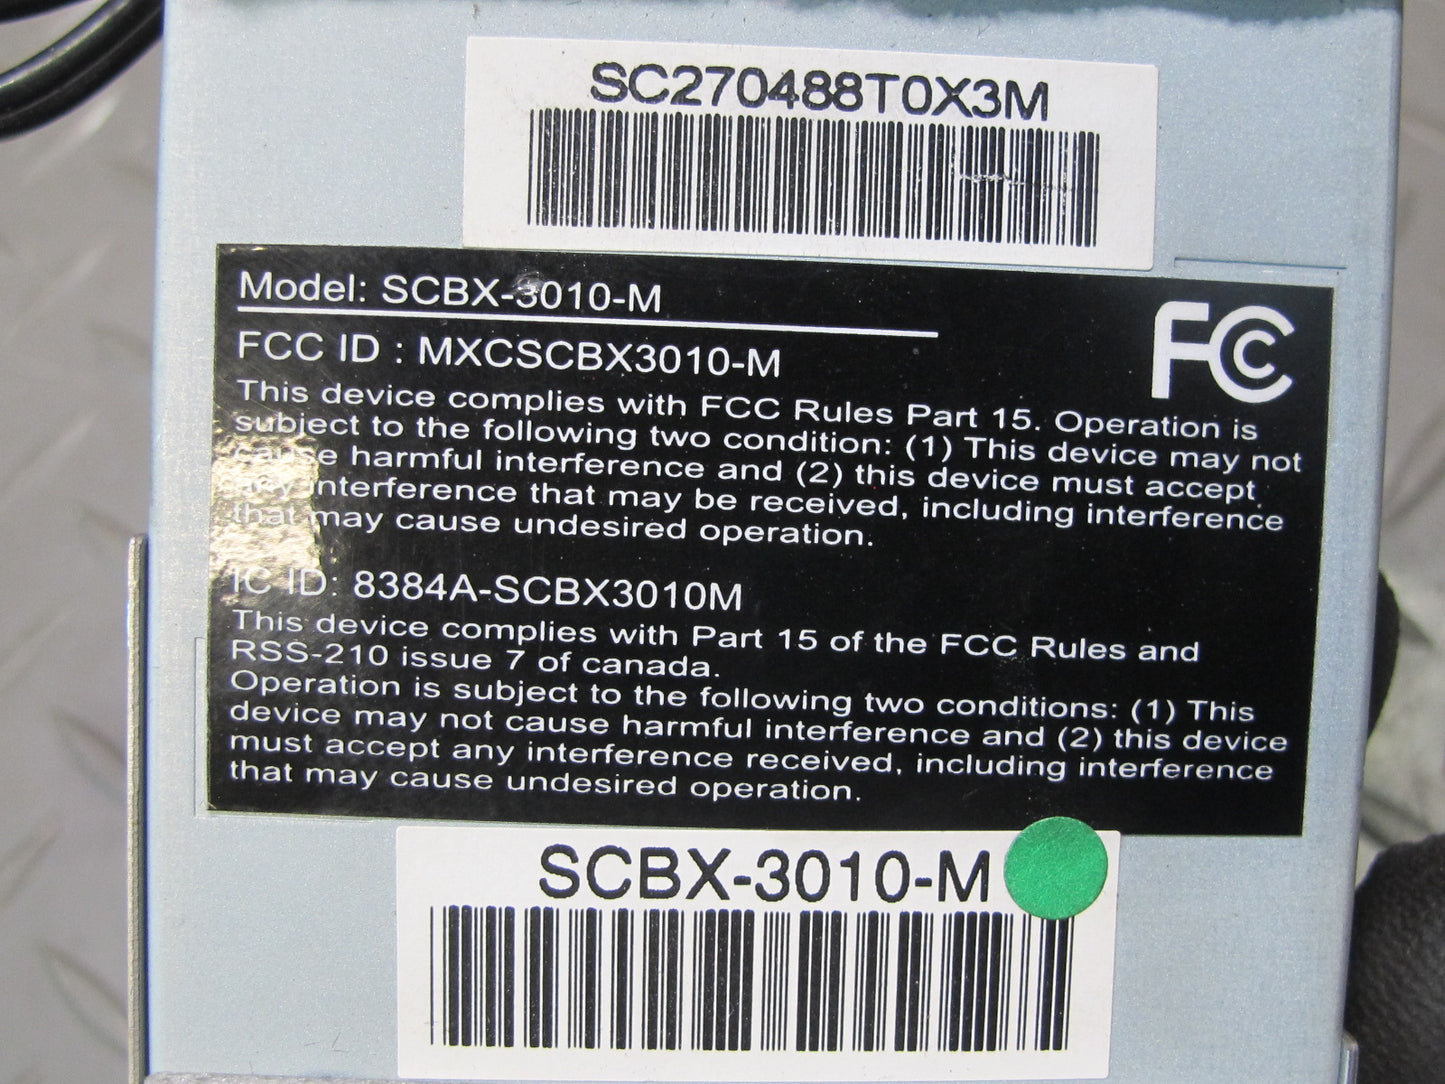 SC270488T0X3M
Model: SCBX-3010-M
FCC
FCC ID : MXCSCBX3010-M
This device complies with FCC Rules Part 15. Operation is
subject to the following two condition: (1) This device may not
cause harmful interference and (2) this device must accept
any interference that may be received, including interference
that may cause undesired operation.
IC ID: 8384A-SCBX3010M
This device complies with Part 15 of the FCC Rules and
RSS-210 issue 7 of canada.
Operation is subject to the following two conditions: (1) This
device may not cause harmful interference and (2) this device
must accept any interference received, including interference
that may cause undesired operation.
SCBX-3010-M